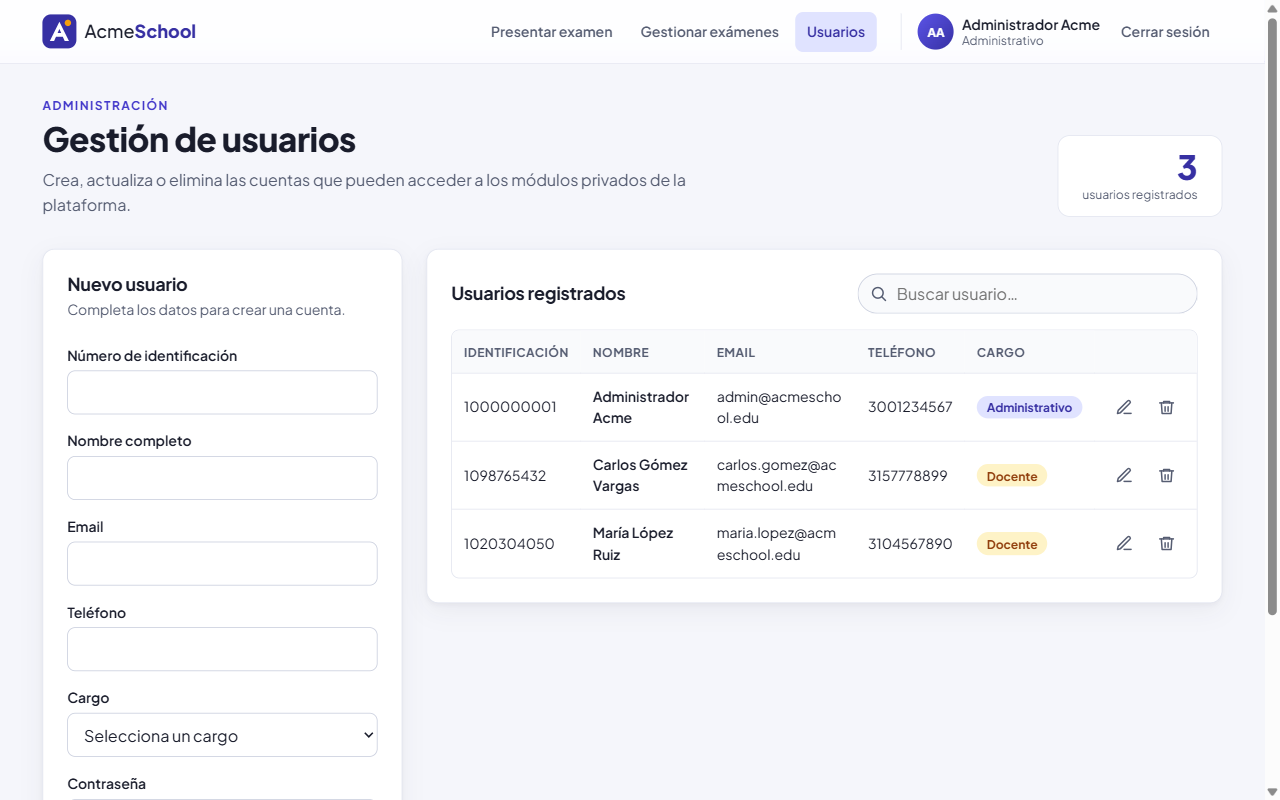 AcmeSchool
Presentar examen
Gestionar exámenes
Usuarios
AA
Administrador Acme
Administrativo
Cerrar sesión
ADMINISTRACIÓN
Gestión de usuarios
Crea, actualiza o elimina las cuentas que pueden acceder a los módulos privados de la
plataforma.
3
usuarios registrados
Nuevo usuario
Completa los datos para crear una cuenta.
Número de identificación
Nombre completo
Email
Teléfono
Cargo
Selecciona un cargo
Contraseña
Usuarios registrados
Buscar usuario...
IDENTIFICACIÓN NOMBRE EMAIL TELÉFONO CARGO
1000000001 Administrador Acme admin@acmescho
ol.edu 3001234567 Administrativo
1098765432 Carlos Gómez Vargas carlos.gomez@ac
meschool.edu 3157778899 Docente
1020304050 María López Ruiz maria.lopez@acm
eschool.edu 3104567890 Docente